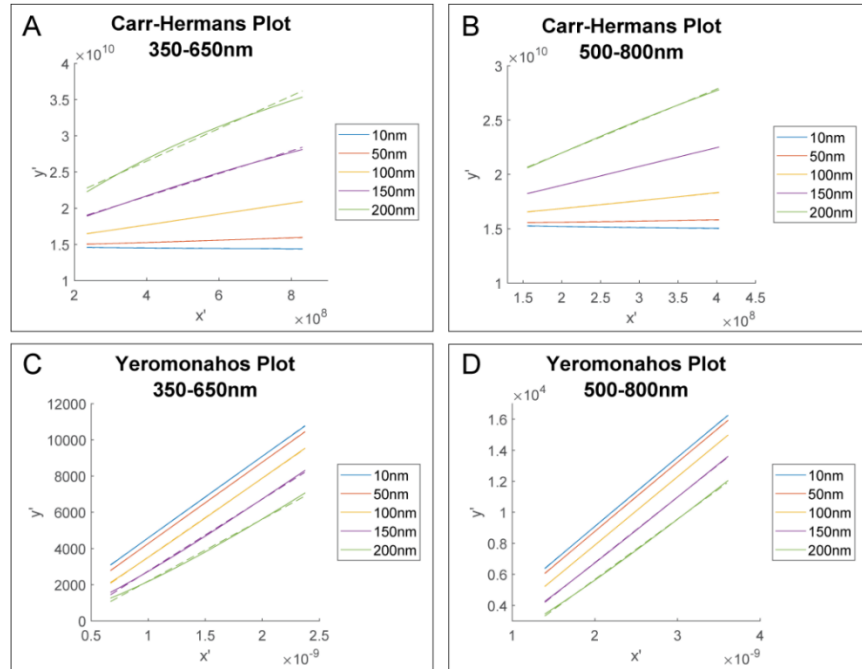 A
Carr-Hermans Plot
350-650nm
×10^10
4
3.5
3
2.5
2
1.5
1
y'
2
4
6
8
x'
×10^8
10nm
50nm
100nm
150nm
200nm
B
Carr-Hermans Plot
500-800nm
×10^10
3
2.5
2
1.5
1
y'
1.5
2
2.5
3
3.5
4
4.5
x'
×10^8
10nm
50nm
100nm
150nm
200nm
C
Yeromonahos Plot
350-650nm
12000
10000
8000
6000
4000
2000
0
y'
0.5
1
1.5
2
2.5
x'
×10^-9
10nm
50nm
100nm
150nm
200nm
D
Yeromonahos Plot
500-800nm
×10^4
1.6
1.4
1.2
1
0.8
0.6
0.4
y'
1
2
3
4
x'
×10^-9
10nm
50nm
100nm
150nm
200nm